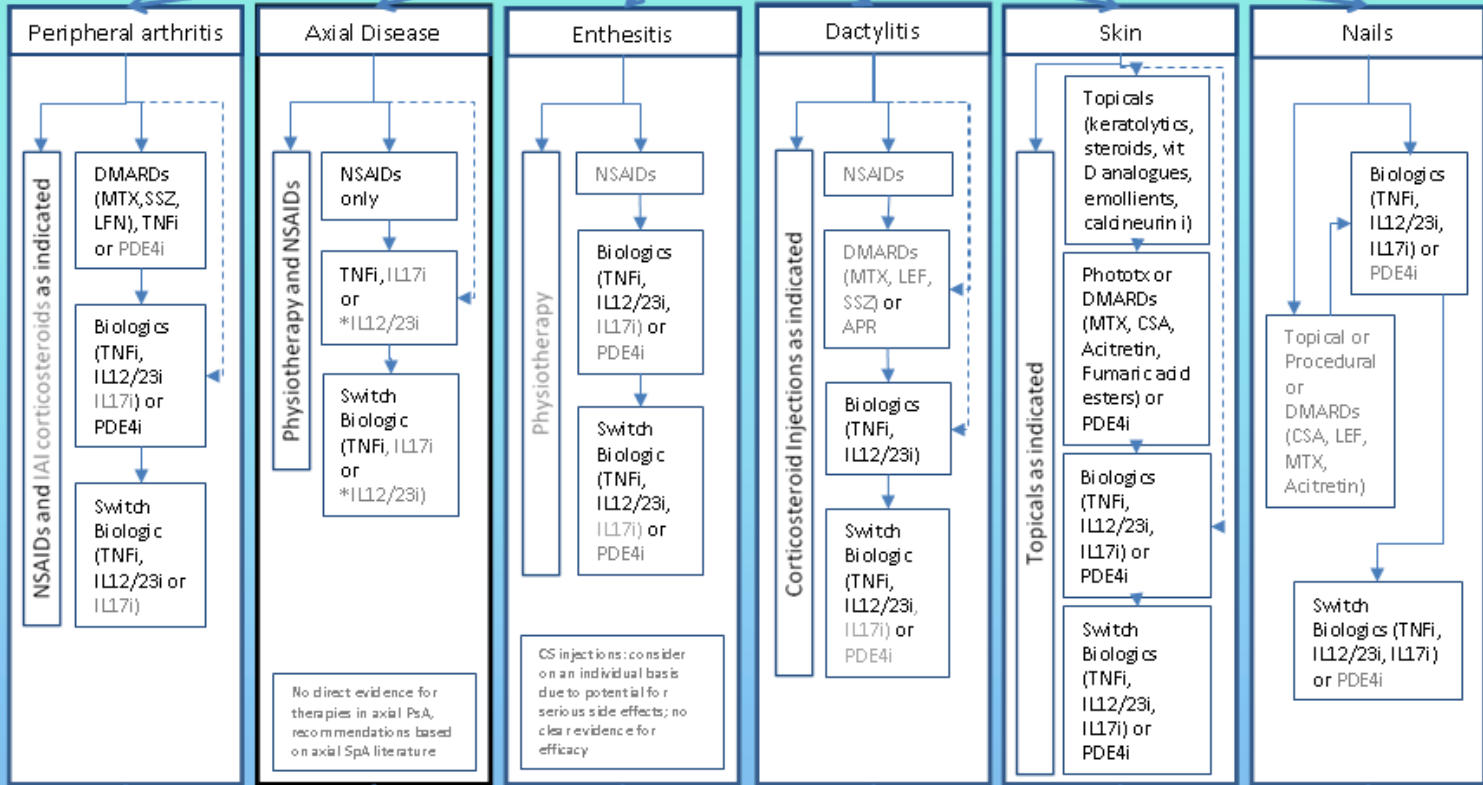 Peripheral arthritis
NSAIDs and IAI corticosteroids as indicated
DMARDs
(MTX,SSZ,
LFN), TNFi
or PDE4i
Biologics
(TNFi,
IL12/23i
IL17i) or
PDE4i
Switch
Biologic
(TNFi,
IL12/23i or
IL17i)
Axial Disease
Physiotherapy and NSAIDs
NSAIDs
only
TNFi, IL17i
or
*IL12/23i
Switch
Biologic
(TNFi, IL17i
or
*IL12/23i)
No direct evidence for
therapies in axial PsA,
recommendations based
on axial SpA literature
Enthesitis
Physiotherapy
NSAIDs
Biologics
(TNFi,
IL12/23i,
IL17i) or
PDE4i
Switch
Biologic
(TNFi,
IL12/23i,
IL17i) or
PDE4i
CS injections: consider
on an individual basis
due to potential for
serious side effects; no
clear evidence for
efficacy
Dactylitis
Corticosteroid Injections as indicated
NSAIDs
DMARDs
(MTX, LEF,
SSZ) or
APR
Biologics
(TNFi,
IL12/23i)
Switch
Biologic
(TNFi,
IL12/23i,
IL17i) or
PDE4i
Skin
Topicals as indicated
Topicals
(keratolytics,
steroids, vit
D analogues,
emollients,
calcineurin i)
Phototx or
DMARDs
(MTX, CSA,
Acitretin,
Fumaric acid
esters) or
PDE4i
Biologics
(TNFi,
IL12/23i,
IL17i) or
PDE4i
Switch
Biologics
(TNFi,
IL12/23i,
IL17i) or
PDE4i
Nails
Biologics
(TNFi,
IL12/23i,
IL17i) or
PDE4i
Topical or
Procedural
or
DMARDs
(CSA, LEF,
MTX,
Acitretin)
Switch
Biologics (TNFi,
IL12/23i, IL17i)
or PDE4i